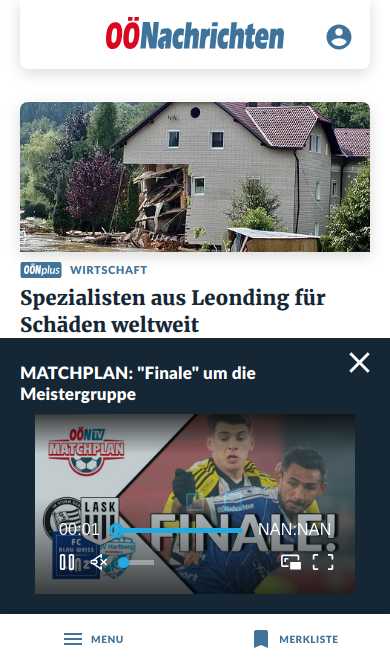 OÖNachrichten
OÖNplus WIRTSCHAFT
Spezialisten aus Leonding für
Schäden weltweit
MATCHPLAN: "Finale" um die
Meistergruppe
OÖN TV
MATCHPLAN
LASK
FC
BLAU WEISS
FINALE!
00:01
NAN:NAN
MENU
MERKLISTE